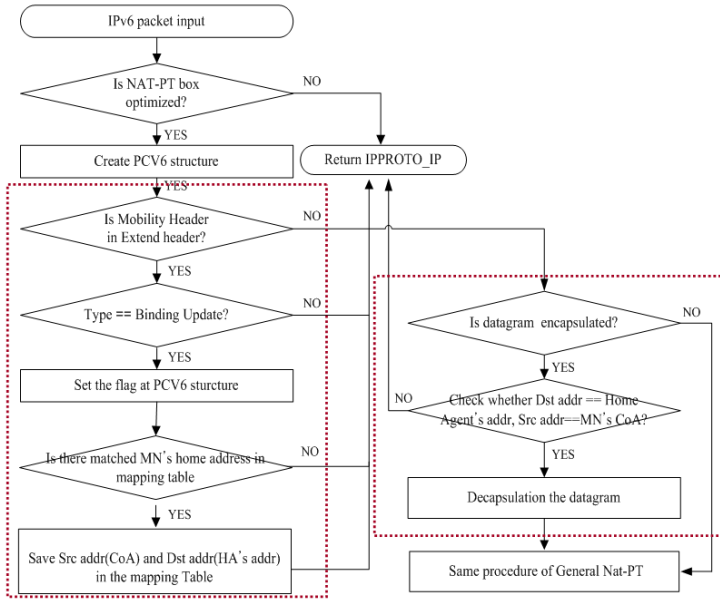 IPv6 packet input
Is NAT-PT box
optimized?
NO
YES
Create PCV6 structure
Return IPPROTO_IP
YES
Is Mobility Header
in Extend header?
NO
YES
Type == Binding Update?
NO
YES
Set the flag at PCV6 sturcture
Is there matched MN's home address in
mapping table
NO
YES
Save Src addr(CoA) and Dst addr(HA's addr)
in the mapping Table
Is datagram encapsulated?
NO
YES
Check whether Dst addr == Home
Agent's addr, Src addr==MN's CoA?
NO
YES
Decapsulation the datagram
Same procedure of General Nat-PT